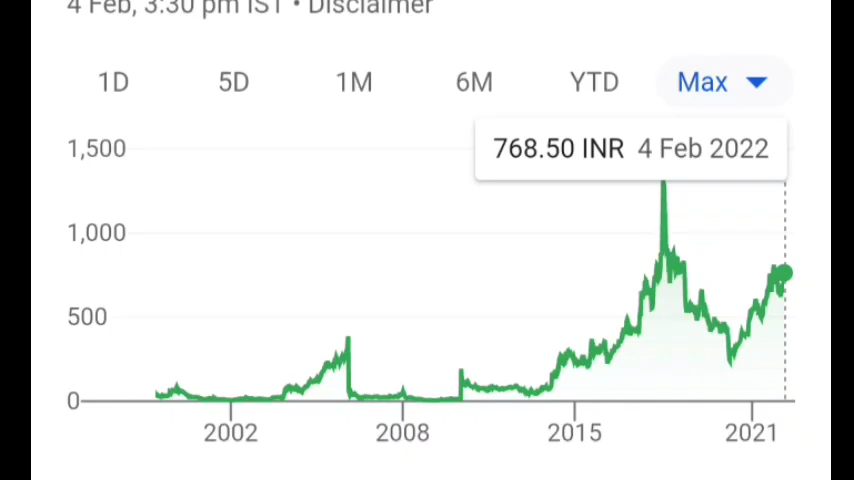 4 Feb, 3:30 pm IST • Disclaimer
1D 5D 1M 6M YTD Max
768.50 INR 4 Feb 2022
1,500
1,000
500
0
2002 2008 2015 2021